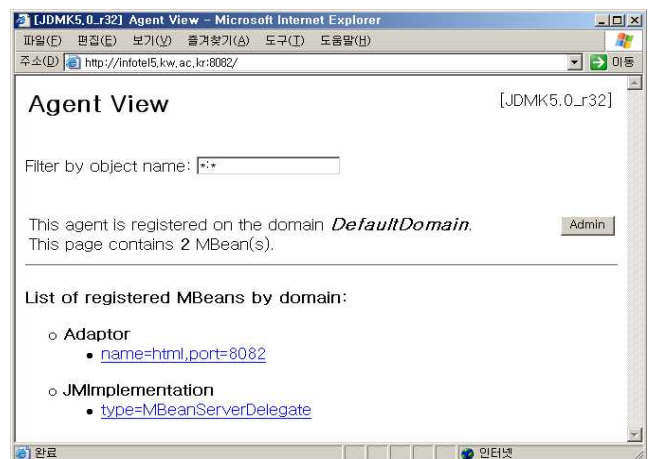 [JDMK5.0_r32] Agent View - Microsoft Internet Explorer
파일(F) 편집(E) 보기(V) 즐겨찾기(A) 도구(T) 도움말(H)
주소(D) http://infotel5.kw.ac.kr:8082/ 이동
Agent View [JDMK5.0_r32]
Filter by object name: *:*
This agent is registered on the domain DefaultDomain. Admin
This page contains 2 MBean(s).
List of registered MBeans by domain:
Adaptor
name=html,port=8082
JMImplementation
type=MBeanServerDelegate
완료 인터넷